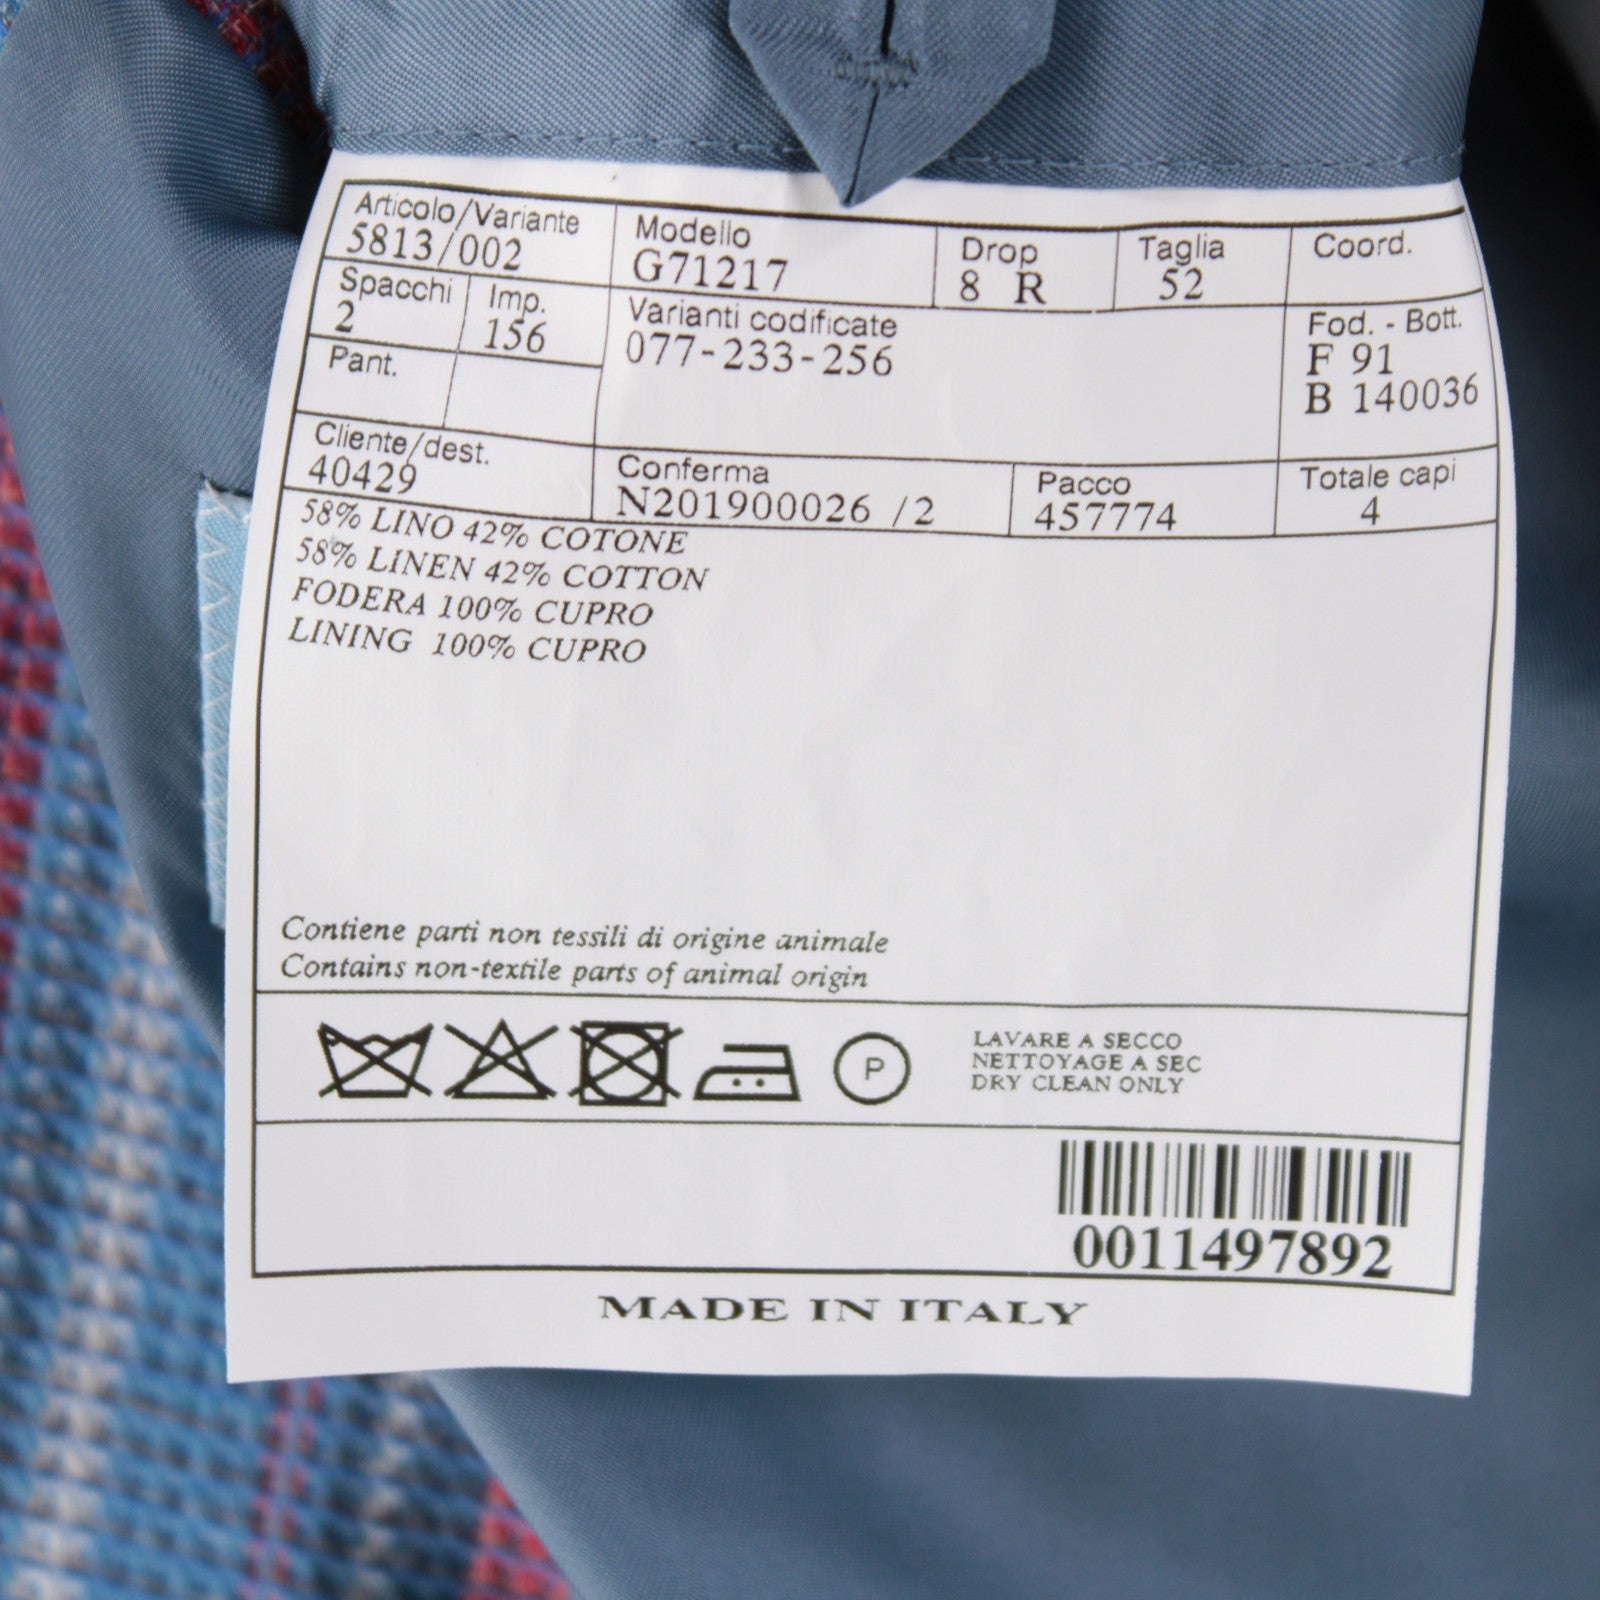 Articolo/Variante Modello Drop Taglia Coord.
5813/002 G71217 8 R 52
Spacchi Imp. Varianti codificate Fod. - Bott.
2 156 077-233-256 F 91
Pant. B 140036
Cliente/dest. Conferma Pacco Totale capi
40429 N201900026 /2 457774 4
58% LINO 42% COTONE
58% LINEN 42% COTTON
FODERA 100% CUPRO
LINING 100% CUPRO
Contiene parti non tessili di origine animale
Contains non-textile parts of animal origin
P
LAVARE A SECCO
NETTOYAGE A SEC
DRY CLEAN ONLY
0011497892
MADE IN ITALY